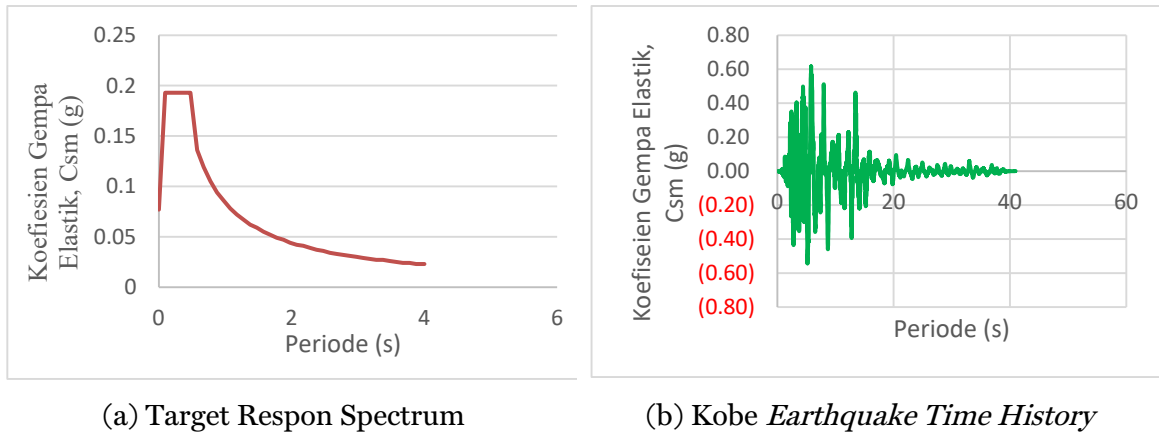 Koefisien Gempa
Elastik, Csm (g)
0.25
0.2
0.15
0.1
0.05
0
0 2 4 6
Periode (s)
(a) Target Respon Spectrum
Koefiseien Gempa Elastik,
Csm (g)
0.80
0.60
0.40
0.20
0.00
(0.20)
(0.40)
(0.60)
(0.80)
0 20 40 60
Periode (s)
(b) Kobe Earthquake Time History